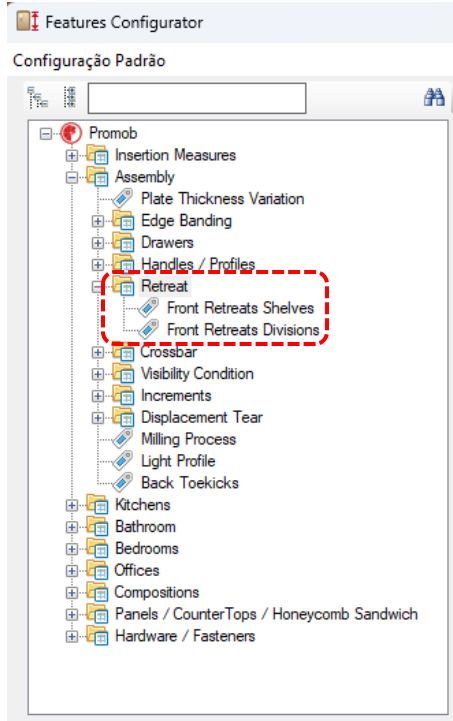 Features Configurator
Configuração Padrão
Promob
Insertion Measures
Assembly
Plate Thickness Variation
Edge Banding
Drawers
Handles / Profiles
Retreat
Front Retreats Shelves
Front Retreats Divisions
Crossbar
Visibility Condition
Increments
Displacement Tear
Milling Process
Light Profile
Back Toekicks
Kitchens
Bathroom
Bedrooms
Offices
Compositions
Panels / CounterTops / Honeycomb Sandwich
Hardware / Fasteners